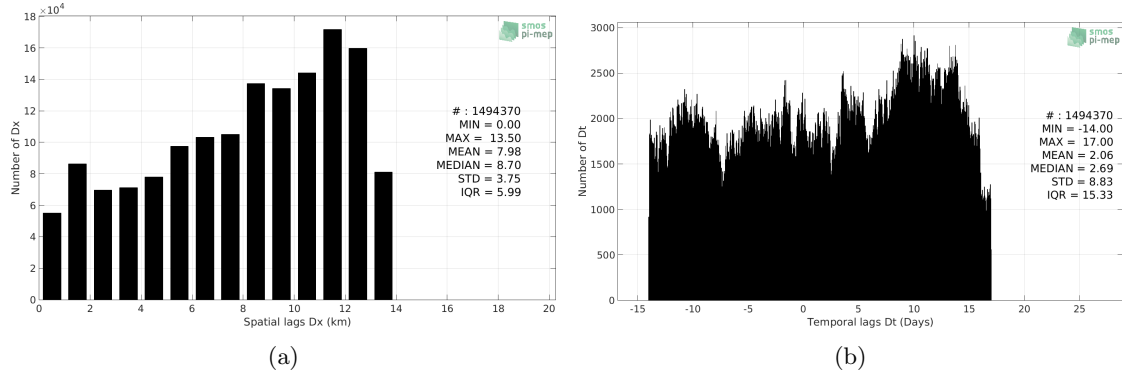 18 ×10⁴
16
14
12
10
8
6
4
2
0
Number of Dx
0 2 4 6 8 10 12 14 16 18 20
Spatial lags Dx (km)
smos
pi-mep
# : 1494370
MIN = 0.00
MAX = 13.50
MEAN = 7.98
MEDIAN = 8.70
STD = 3.75
IQR = 5.99
(a)
3000
2500
2000
1500
1000
500
0
Number of Dt
-15 -10 -5 0 5 10 15 20 25
Temporal lags Dt (Days)
smos
pi-mep
# : 1494370
MIN = -14.00
MAX = 17.00
MEAN = 2.06
MEDIAN = 2.69
STD = 8.83
IQR = 15.33
(b)